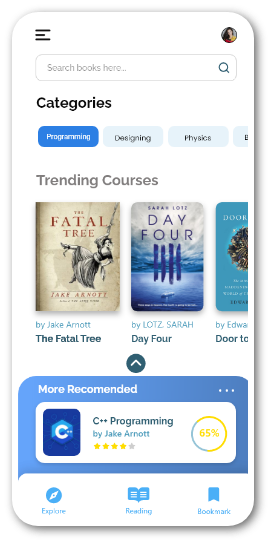 Search books here...
Categories
Programming
Designing
Physics
B
Trending Courses
THE
FATAL
TREE
JAKE ARNOTT
SARAH LOTZ
DAY
FOUR
DOOR
by Jake Arnott
by LOTZ, SARAH
by Edwa
The Fatal Tree
Day Four
Door to
More Recomended
C++ Programming
by Jake Arnott
65%
Explore
Reading
Bookmark